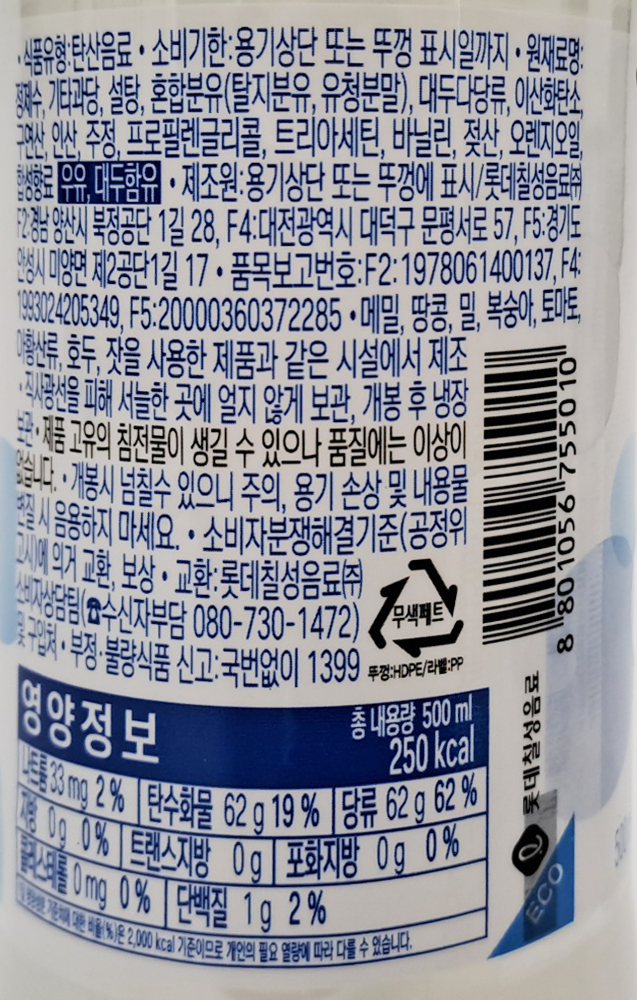 • 식품유형:탄산음료 • 소비기한:용기상단 또는 뚜껑 표시일까지 • 원재료명:
정제수, 기타과당, 설탕, 혼합분유(탈지분유, 유청분말), 대두다당류, 이산화탄소,
구연산, 인산, 주정, 프로필렌글리콜, 트리아세틴, 바닐린, 젖산, 오렌지오일,
합성향료 우유, 대두함유 • 제조원:용기상단 또는 뚜껑에 표시/롯데칠성음료㈜
F2:경남 양산시 북정공단 1길 28, F4:대전광역시 대덕구 문평서로 57, F5:경기도
안성시 미양면 제2공단1길 17 • 품목보고번호:F2:1978061400137, F4:
1993024205349, F5:20000360372285 • 메밀, 땅콩, 밀, 복숭아, 토마토,
아황산류, 호두, 잣을 사용한 제품과 같은 시설에서 제조
• 직사광선을 피해 서늘한 곳에 얼지 않게 보관, 개봉 후 냉장
보관 • 제품 고유의 침전물이 생길 수 있으나 품질에는 이상이
없습니다. • 개봉시 넘칠수 있으니 주의, 용기 손상 및 내용물
변질 시 음용하지 마세요. • 소비자분쟁해결기준(공정위
고시)에 의거 교환, 보상 • 교환:롯데칠성음료㈜
소비자상담팀(☎수신자부담 080-730-1472)
및 구입처 • 부정·불량식품 신고:국번없이 1399
무색페트
뚜껑:HDPE/라벨:PP
8 801056 755010
영양정보
총 내용량 500 ml
250 kcal
나트륨 33 mg 2% 탄수화물 62 g 19% 당류 62 g 62%
지방 0 g 0% 트랜스지방 0 g 포화지방 0 g 0%
콜레스테롤 0 mg 0% 단백질 1 g 2%
1일 영양성분 기준치에 대한 비율(%)은 2,000 kcal 기준이므로 개인의 필요 열량에 따라 다를 수 있습니다.
롯데칠성음료
ECO